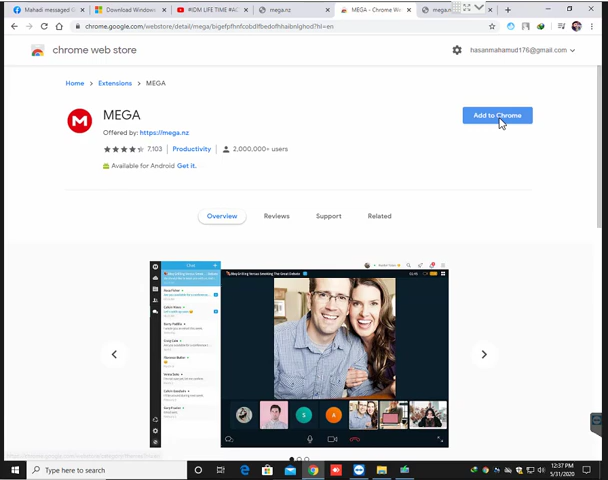 Mahadi messaged G
Download Windows
#IDM LIFE TIME #AC
mega.nz
MEGA - Chrome We
mega.n
chrome.google.com/webstore/detail/mega/bigefpfhnfcobdlfbedofhhaibnlghod?hl=en
chrome web store
hasanmahamud176@gmail.com
Home
Extensions
MEGA
MEGA
Add to Chrome
Offered by: https://mega.nz
7,103
Productivity
2,000,000+ users
Available for Android Get it.
Overview
Reviews
Support
Related
S
A
Type here to search
12:37 PM
5/31/2020